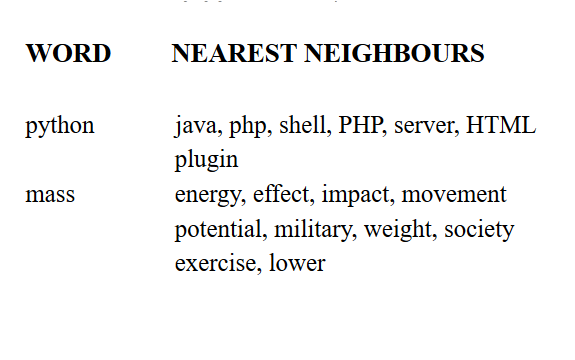 WORD NEAREST NEIGHBOURS
python java, php, shell, PHP, server, HTML
plugin
mass energy, effect, impact, movement
potential, military, weight, society
exercise, lower